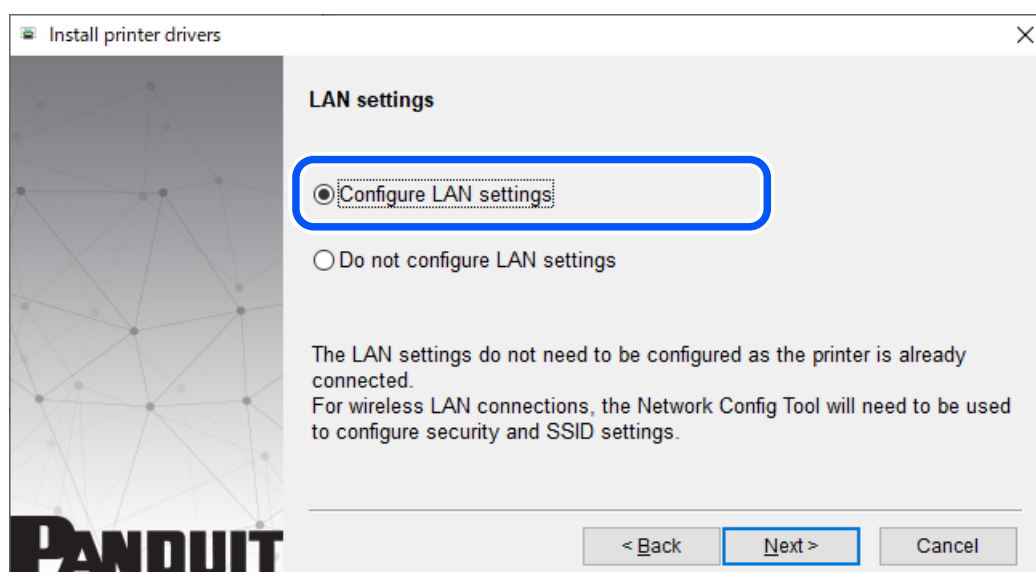 Install printer drivers
LAN settings
Configure LAN settings
Do not configure LAN settings
The LAN settings do not need to be configured as the printer is already
connected.
For wireless LAN connections, the Network Config Tool will need to be used
to configure security and SSID settings.
PANDUIT
< Back
Next >
Cancel